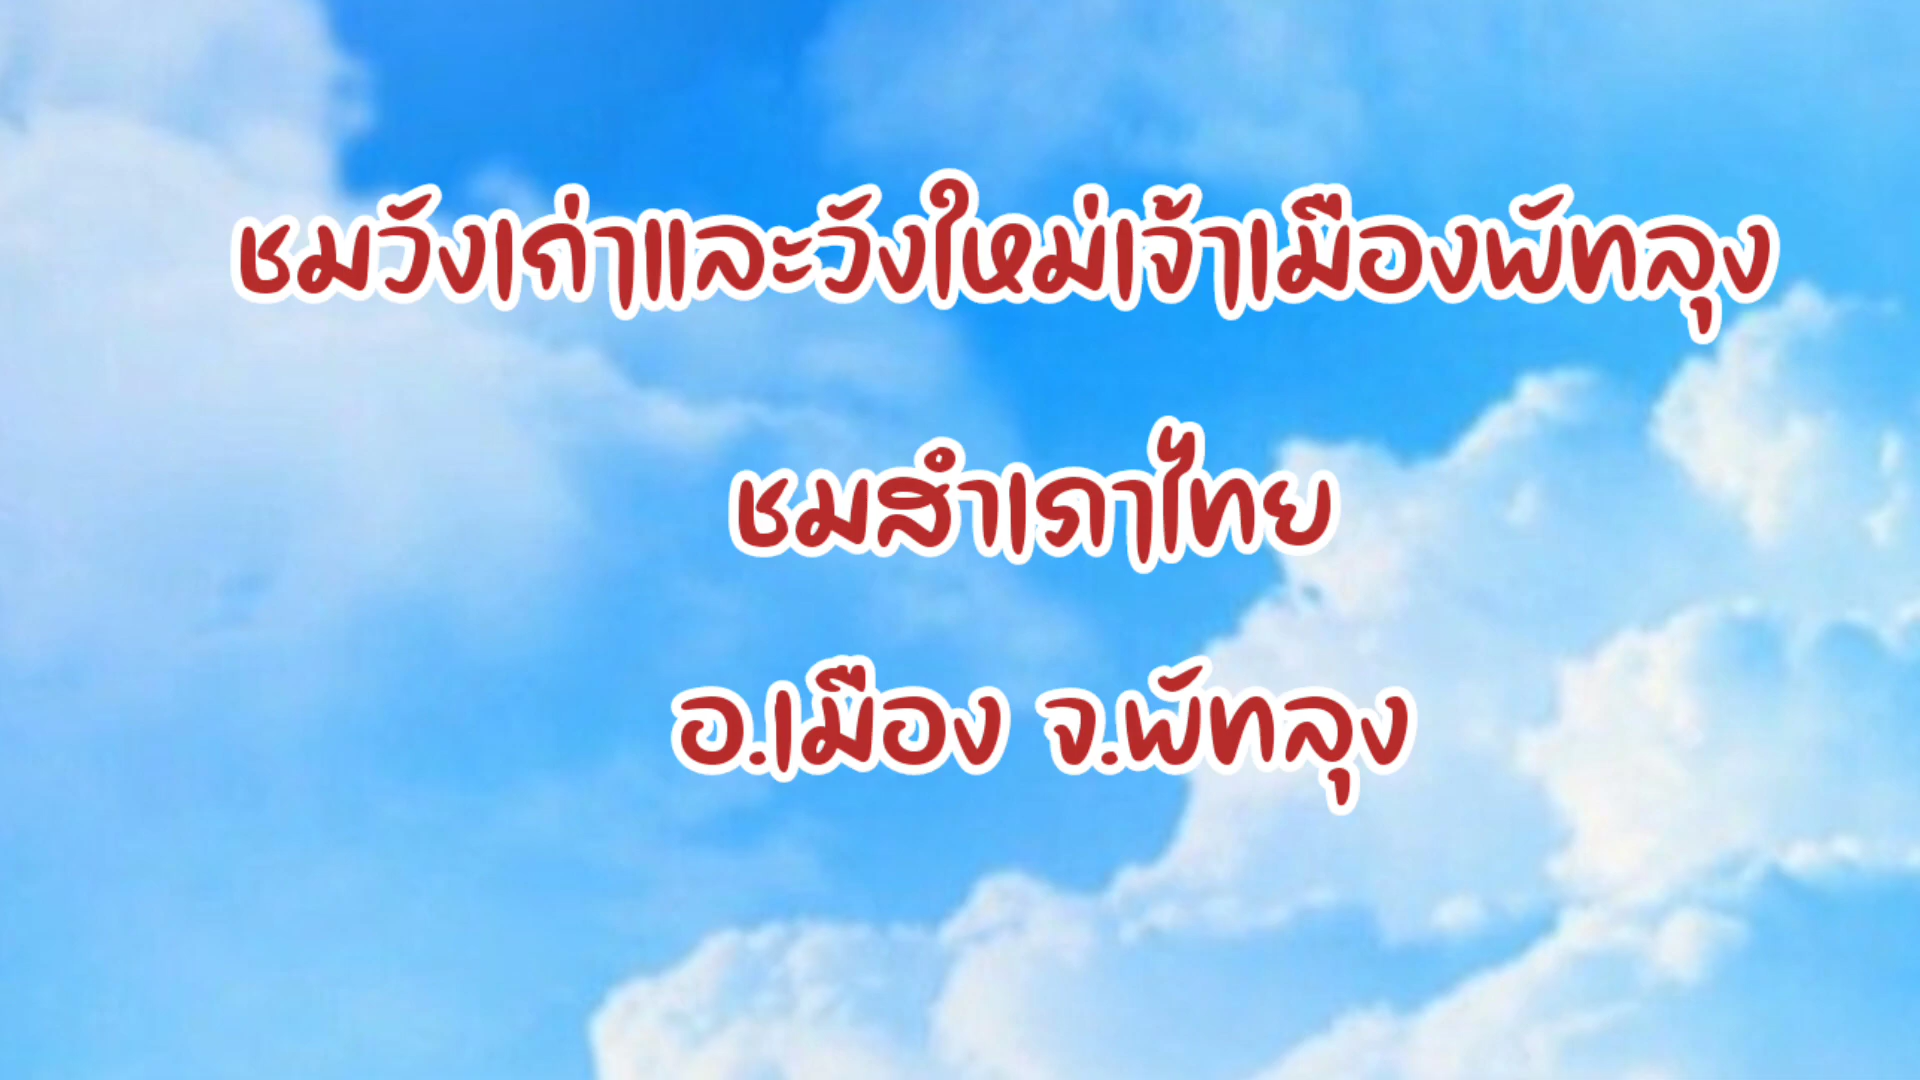 ชมวังเก่าและวังใหม่เจ้าเมืองพัทลุง
ชมสำเภาไทย
อ.เมือง จ.พัทลุง